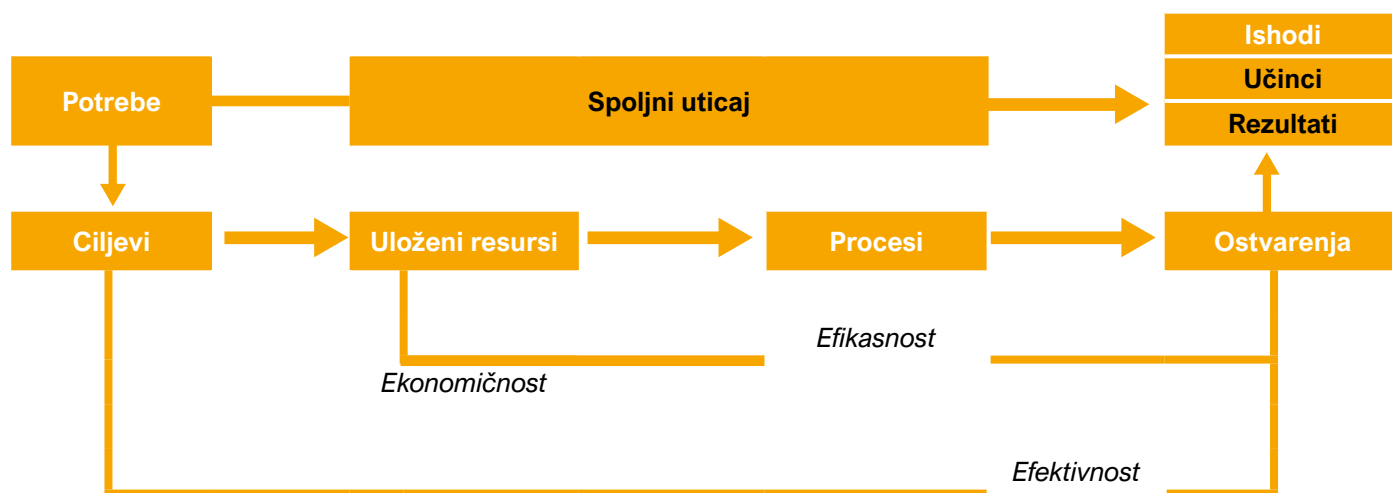 Ishodi
Potrebe
Spoljni uticaj
Učinci
Rezultati
Ciljevi
Uloženi resursi
Procesi
Ostvarenja
Efikasnost
Ekonomičnost
Efektivnost